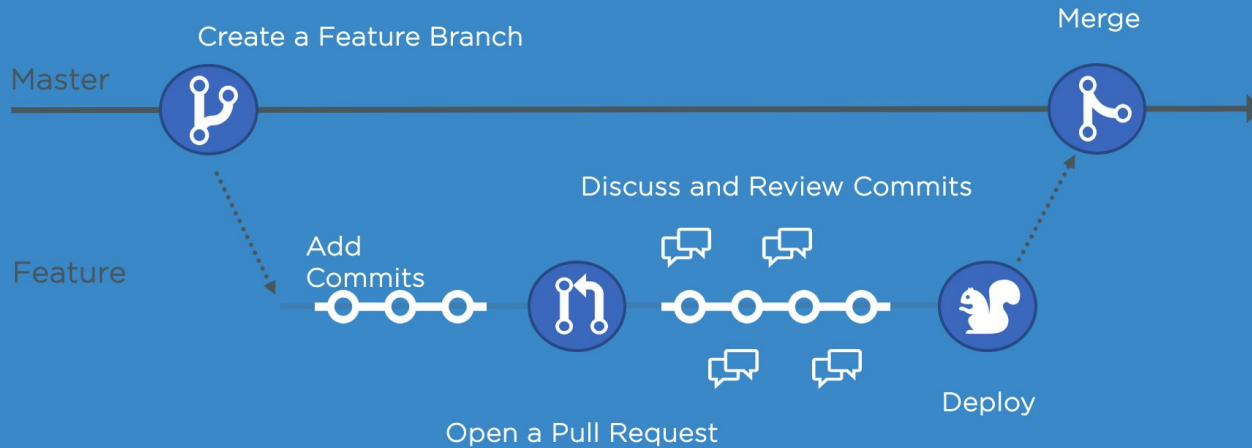 Merge
Create a Feature Branch
Master
Discuss and Review Commits
Add
Commits
Feature
Deploy
Open a Pull Request